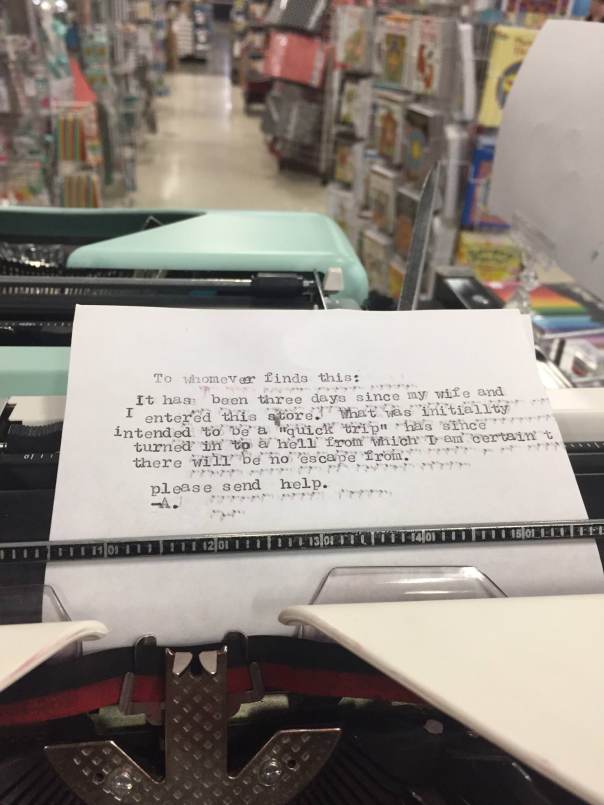 To whomever finds this:
It has been three days since my wife and
I entered this store. What was initiallty
intended to be a "quick trip" has since
turned in to a hell from which I am certain t
there will be no escape from.
please send help.
-A.